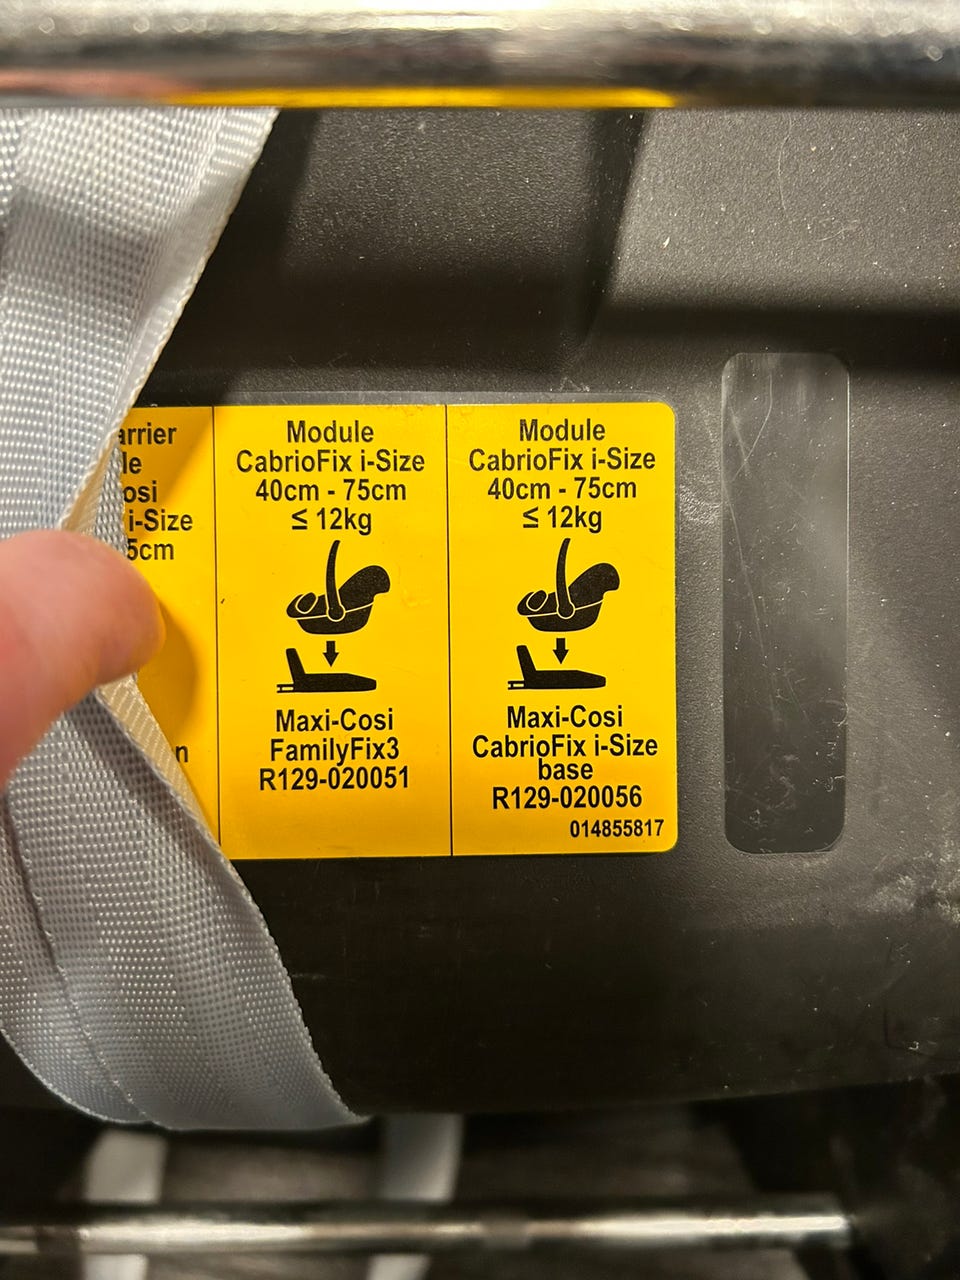 i-Size
Module
CabrioFix i-Size
40cm - 75cm
≤ 12kg
Maxi-Cosi
FamilyFix3
R129-020051
Module
CabrioFix i-Size
40cm - 75cm
≤ 12kg
Maxi-Cosi
CabrioFix i-Size
base
R129-020056
014855817